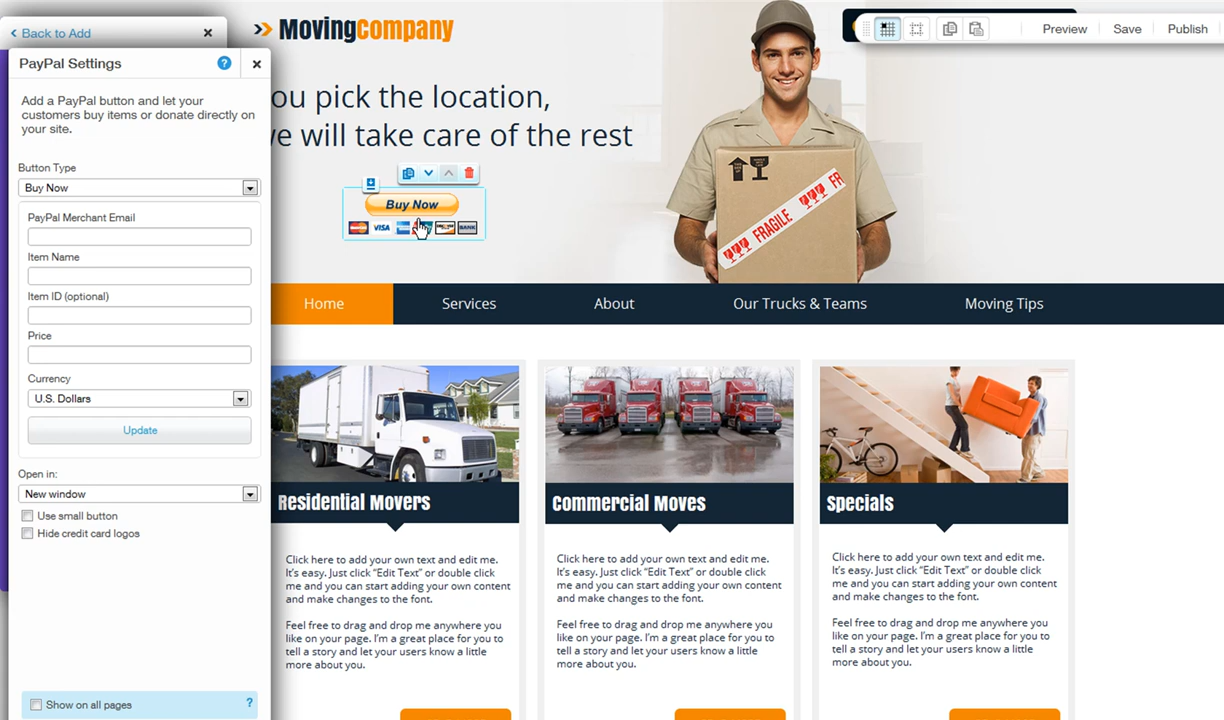 Back to Add
PayPal Settings
?
Add a PayPal button and let your
customers buy items or donate directly on
your site.
Button Type
Buy Now
PayPal Merchant Email
Item Name
Item ID (optional)
Price
Currency
U.S. Dollars
Update
Open in:
New window
Use small button
Hide credit card logos
Show on all pages
?
MovingCompany
Preview
Save
Publish
ou pick the location,
we will take care of the rest
Buy Now
VISA
BANK
FRAGILE
FR
Home
Services
About
Our Trucks & Teams
Moving Tips
Residential Movers
Click here to add your own text and edit me.
It's easy. Just click “Edit Text” or double click
me and you can start adding your own content
and make changes to the font.
Feel free to drag and drop me anywhere you
like on your page. I'm a great place for you to
tell a story and let your users know a little
more about you.
Commercial Moves
Click here to add your own text and edit me.
It's easy. Just click “Edit Text” or double click
me and you can start adding your own content
and make changes to the font.
Feel free to drag and drop me anywhere you
like on your page. I'm a great place for you to
tell a story and let your users know a little
more about you.
Specials
Click here to add your own text and edit me.
It's easy. Just click “Edit Text” or double click
me and you can start adding your own content
and make changes to the font.
Feel free to drag and drop me anywhere you
like on your page. I'm a great place for you to
tell a story and let your users know a little
more about you.